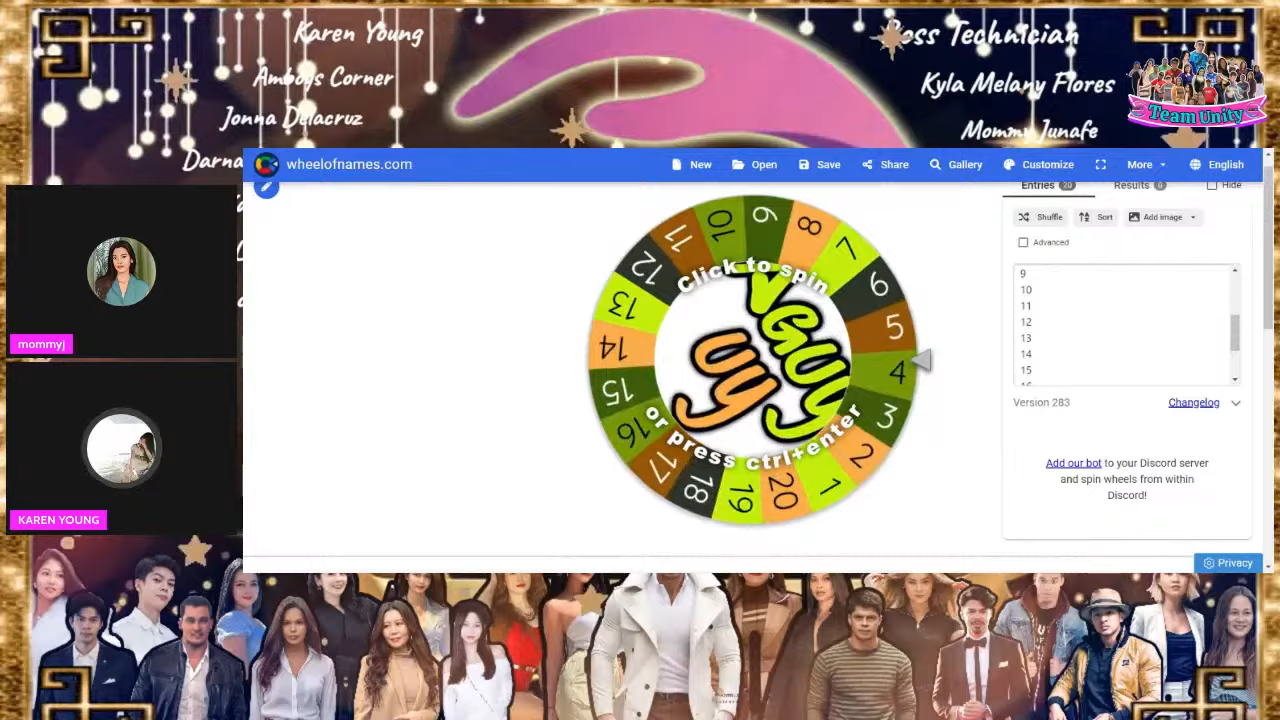 Karen Young
Amboys Corner
Jonna Delacruz
Darna
Technician
Kyla Melany Flores
Mommy Junafe
Team Unity
wheelofnames.com
New
Open
Save
Share
Gallery
Customize
More
English
Entries 20
Results 0
Hide
Shuffle
Sort
Add image
Advanced
9
10
11
12
13
14
15
16
Version 283
Changelog
Add our bot to your Discord server
and spin wheels from within
Discord!
Privacy
Click to spin
or press ctrl+enter
1
2
3
4
5
6
7
8
9
10
11
12
13
14
15
16
17
18
19
20
mommyj
KAREN YOUNG